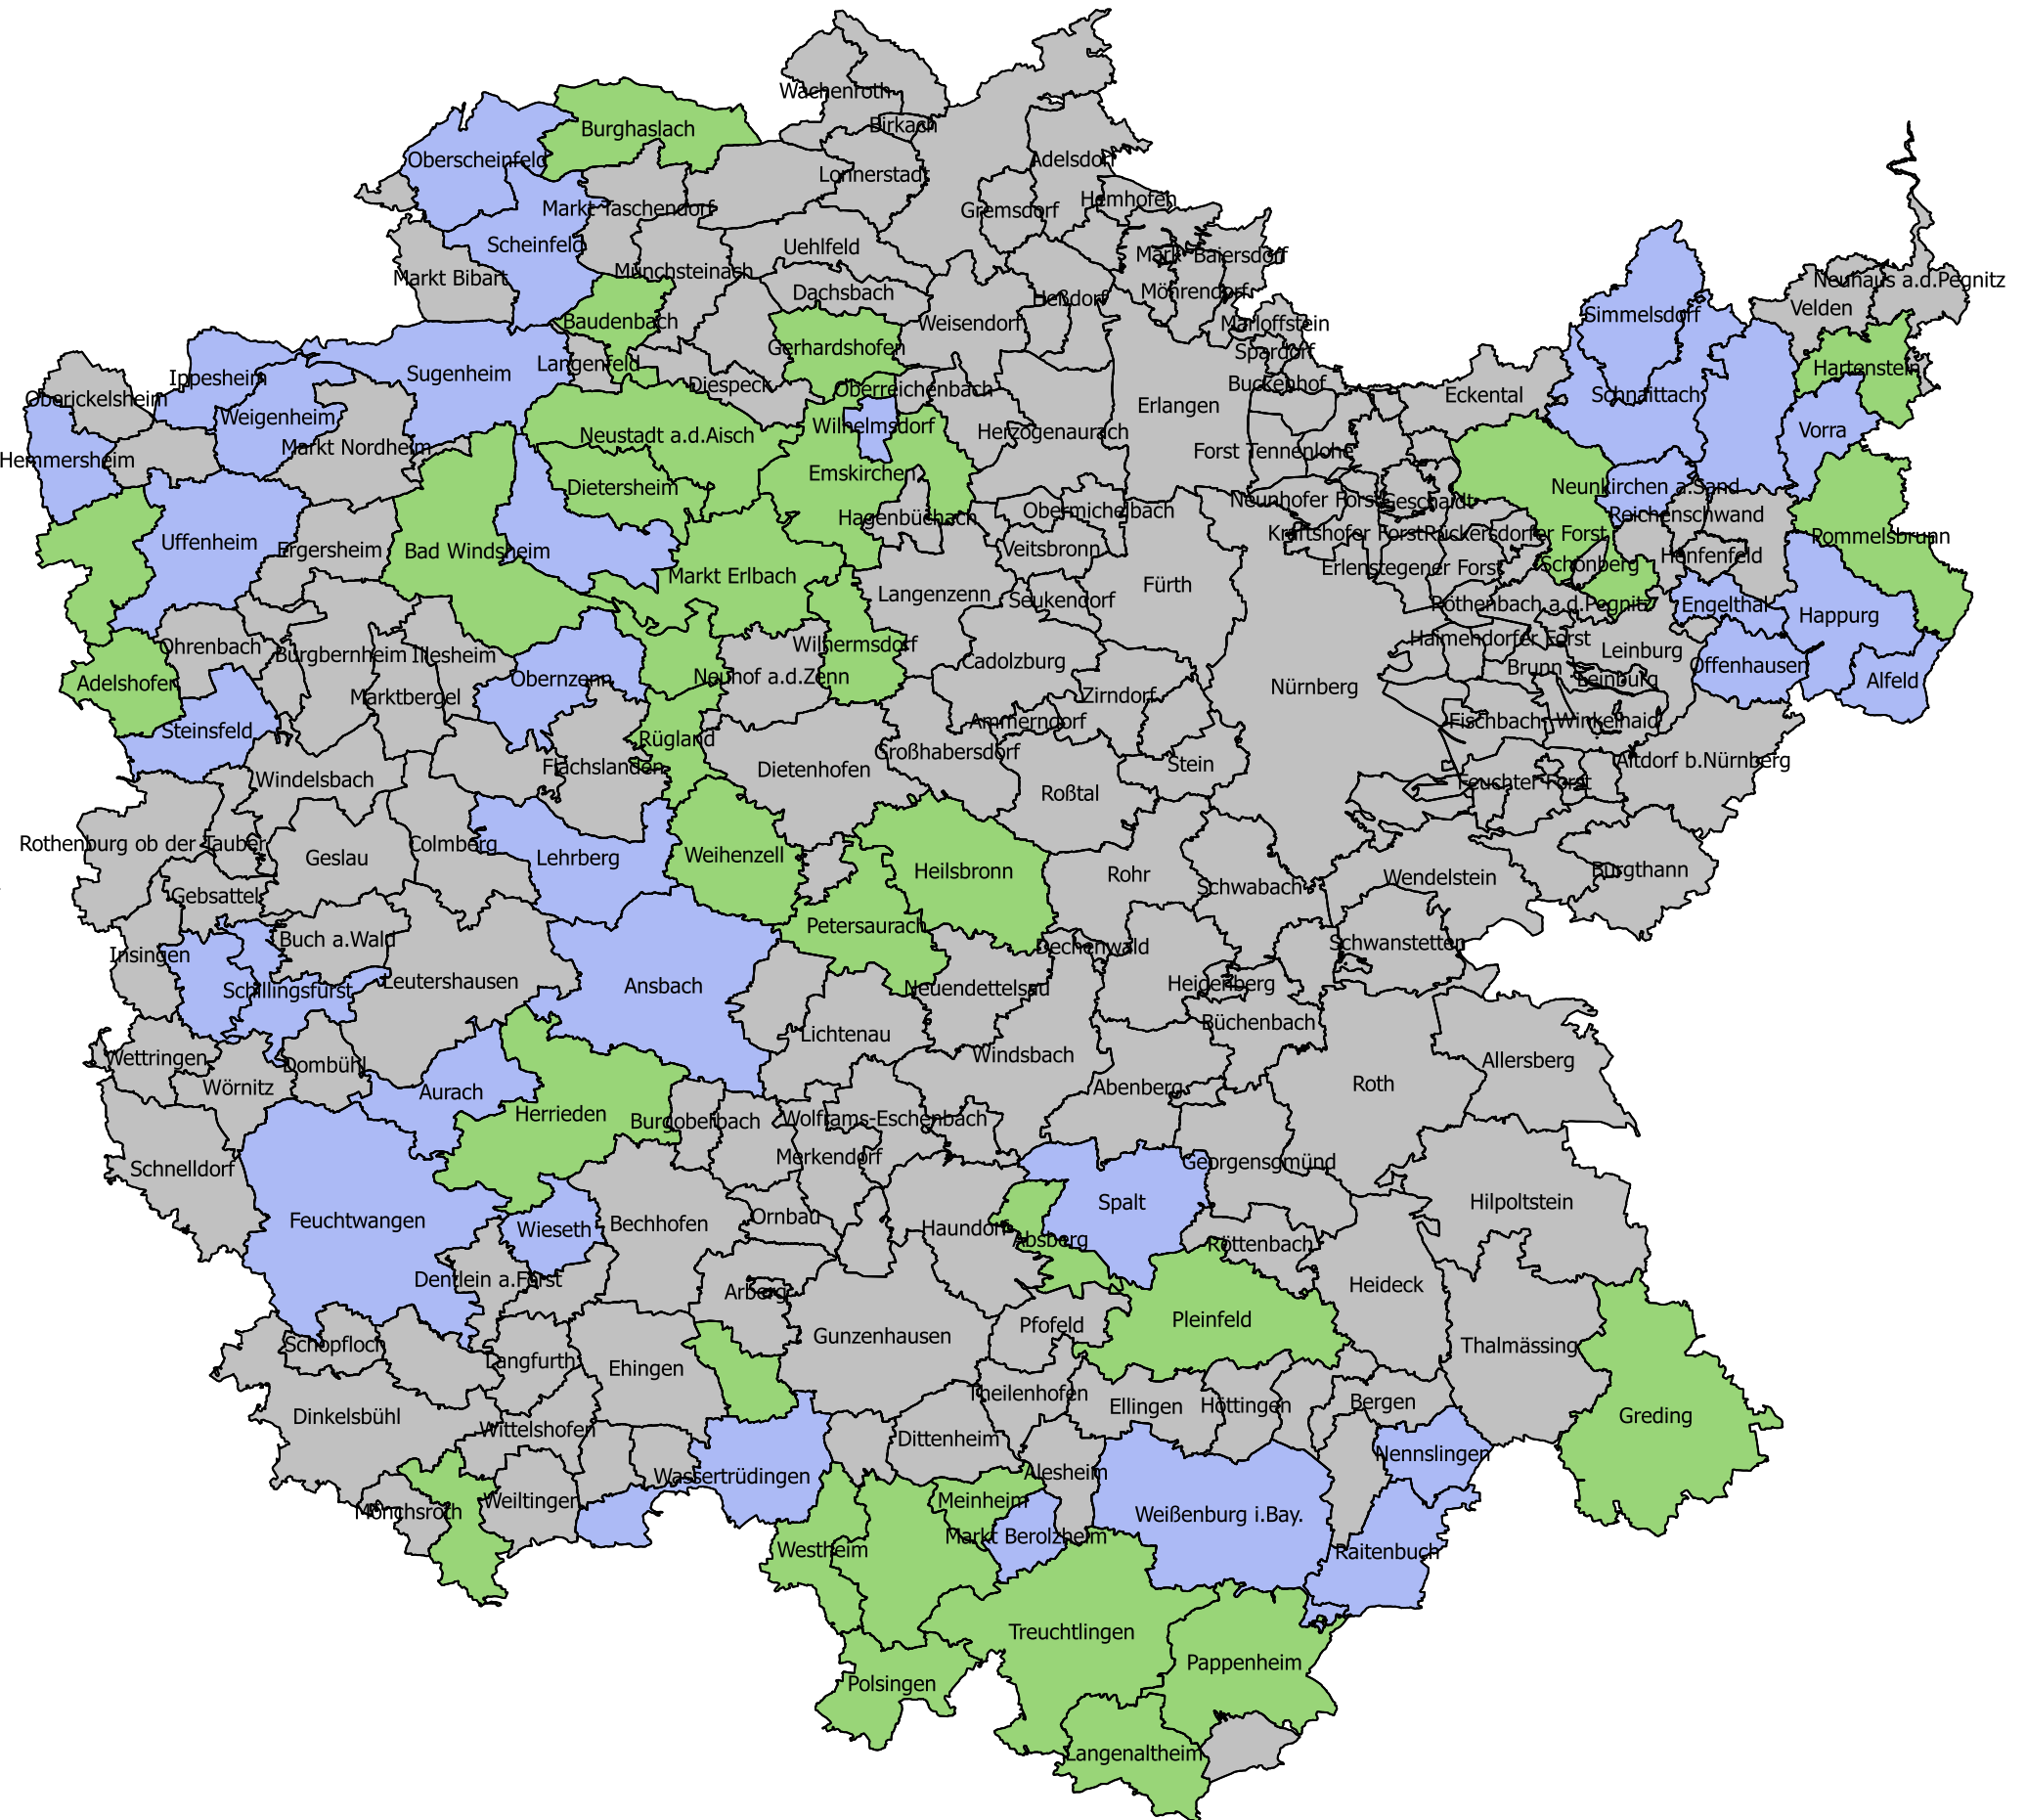 Wachenroth
Burghaslach
Birkach
Oberscheinfeld
Adelsdorf
Lonnerstadt
Hemhofen
Markt Taschendorf
Gremsdorf
Scheinfeld
Uehlfeld
Baiersdorf
Münchsteinach
Markt Bibart
Neuhaus a.d.Pegnitz
Dachsbach
Heßdorf
Möhrendorf
Velden
Simmelsdorf
Baudenbach
Weisendorf
Marloffstein
Gerhardshofen
Spardorf
Langenfeld
Hartenstein
Sugenheim
Ippesheim
Diespeck
Buckenhof
Oberreichenbach
Schnaittach
Eckental
Oberickelsheim
Erlangen
Weigenheim
Wilhelmsdorf
Vorra
Herzogenaurach
Neustadt a.d.Aisch
Markt Nordheim
Forst Tennenlohe
Hemmersheim
Emskirchen
Dietersheim
Neunkirchen a.Sand
Neunhofer Forst
Geschaidt
Obermichelbach
Hagenbüchach
Reichenschwand
Kraftshofer Forst
Rückersdorfer Forst
Pommelsbrunn
Uffenheim
Ergersheim
Bad Windsheim
Veitsbronn
Henfenfeld
Schönberg
Erlenstegener Forst
Markt Erlbach
Fürth
Langenzenn
Seukendorf
Röthenbach a.d.Pegnitz
Engelthal
Happurg
Haimendorfer Forst
Wilhermsdorf
Ohrenbach
Burgbernheim
Illesheim
Leinburg
Cadolzburg
Brunn
Offenhausen
Obernzenn
Neuhof a.d.Zenn
Leinburg
Alfeld
Adelshofen
Nürnberg
Marktbergel
Zirndorf
Ammerndorf
Fischbach
Winkelhaid
Steinsfeld
Rügland
Großhabersdorf
Altdorf b.Nürnberg
Flachslanden
Dietenhofen
Stein
Windelsbach
Feuchter Forst
Roßtal
Rothenburg ob der Tauber
Colmberg
Geslau
Lehrberg
Weihenzell
Heilsbronn
Burgthann
Rohr
Wendelstein
Schwabach
Gebsattel
Petersaurach
Buch a.Wald
Schwanstetten
Dechenwald
Insingen
Leutershausen
Heidenberg
Ansbach
Neuendettelsau
Schillingsfürst
Büchenbach
Lichtenau
Windsbach
Wettringen
Allersberg
Dombühl
Roth
Wörnitz
Abenberg
Aurach
Herrieden
Burgoberbach
Wolframs-Eschenbach
Merkendorf
Georgensgmünd
Schnelldorf
Spalt
Hilpoltstein
Ornbau
Feuchtwangen
Bechhofen
Wieseth
Haundorf
Absberg
Röttenbach
Dentlein a.Forst
Heideck
Arberg
Pleinfeld
Pfofeld
Gunzenhausen
Schopfloch
Thalmässing
Langfurth
Ehingen
Theilenhofen
Bergen
Ellingen
Höttingen
Dinkelsbühl
Greding
Wittelshofen
Dittenheim
Nennslingen
Alesheim
Wassertrüdingen
Weiltingen
Meinheim
Mönchsroth
Weißenburg i.Bay.
Markt Berolzheim
Westheim
Raitenbuch
Treuchtlingen
Pappenheim
Polsingen
Langenaltheim